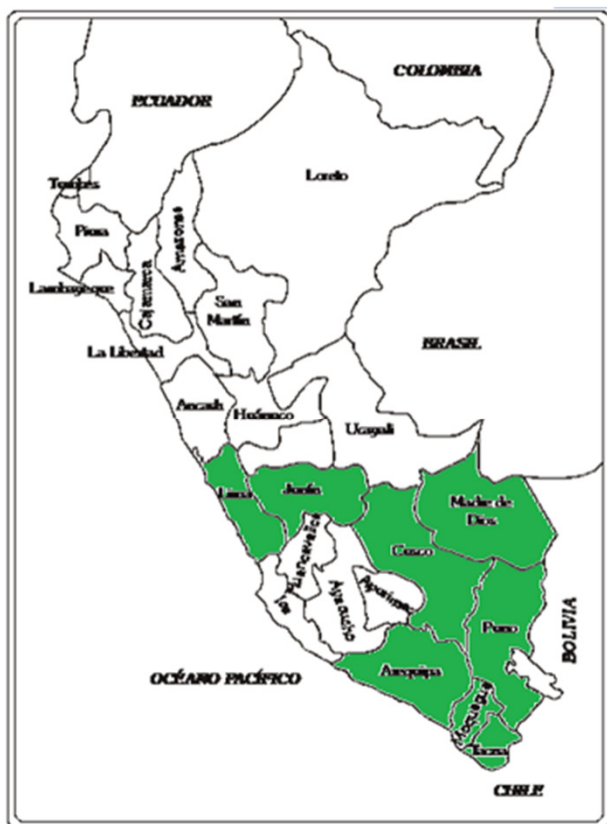 COLOMBIA
ECUADOR
Loreto
Tumbes
Piura
Amazonas
Lambayeque
Cajamarca
San
Martín
BRASIL
La Libertad
Ancash
Huánuco
Ucayali
Lima
Junín
Madre de
Dios
Huancavelica
Cusco
Ica
Ayacucho
Apurímac
Puno
BOLIVIA
Arequipa
OCÉANO PACÍFICO
Moquegua
Tacna
CHILE